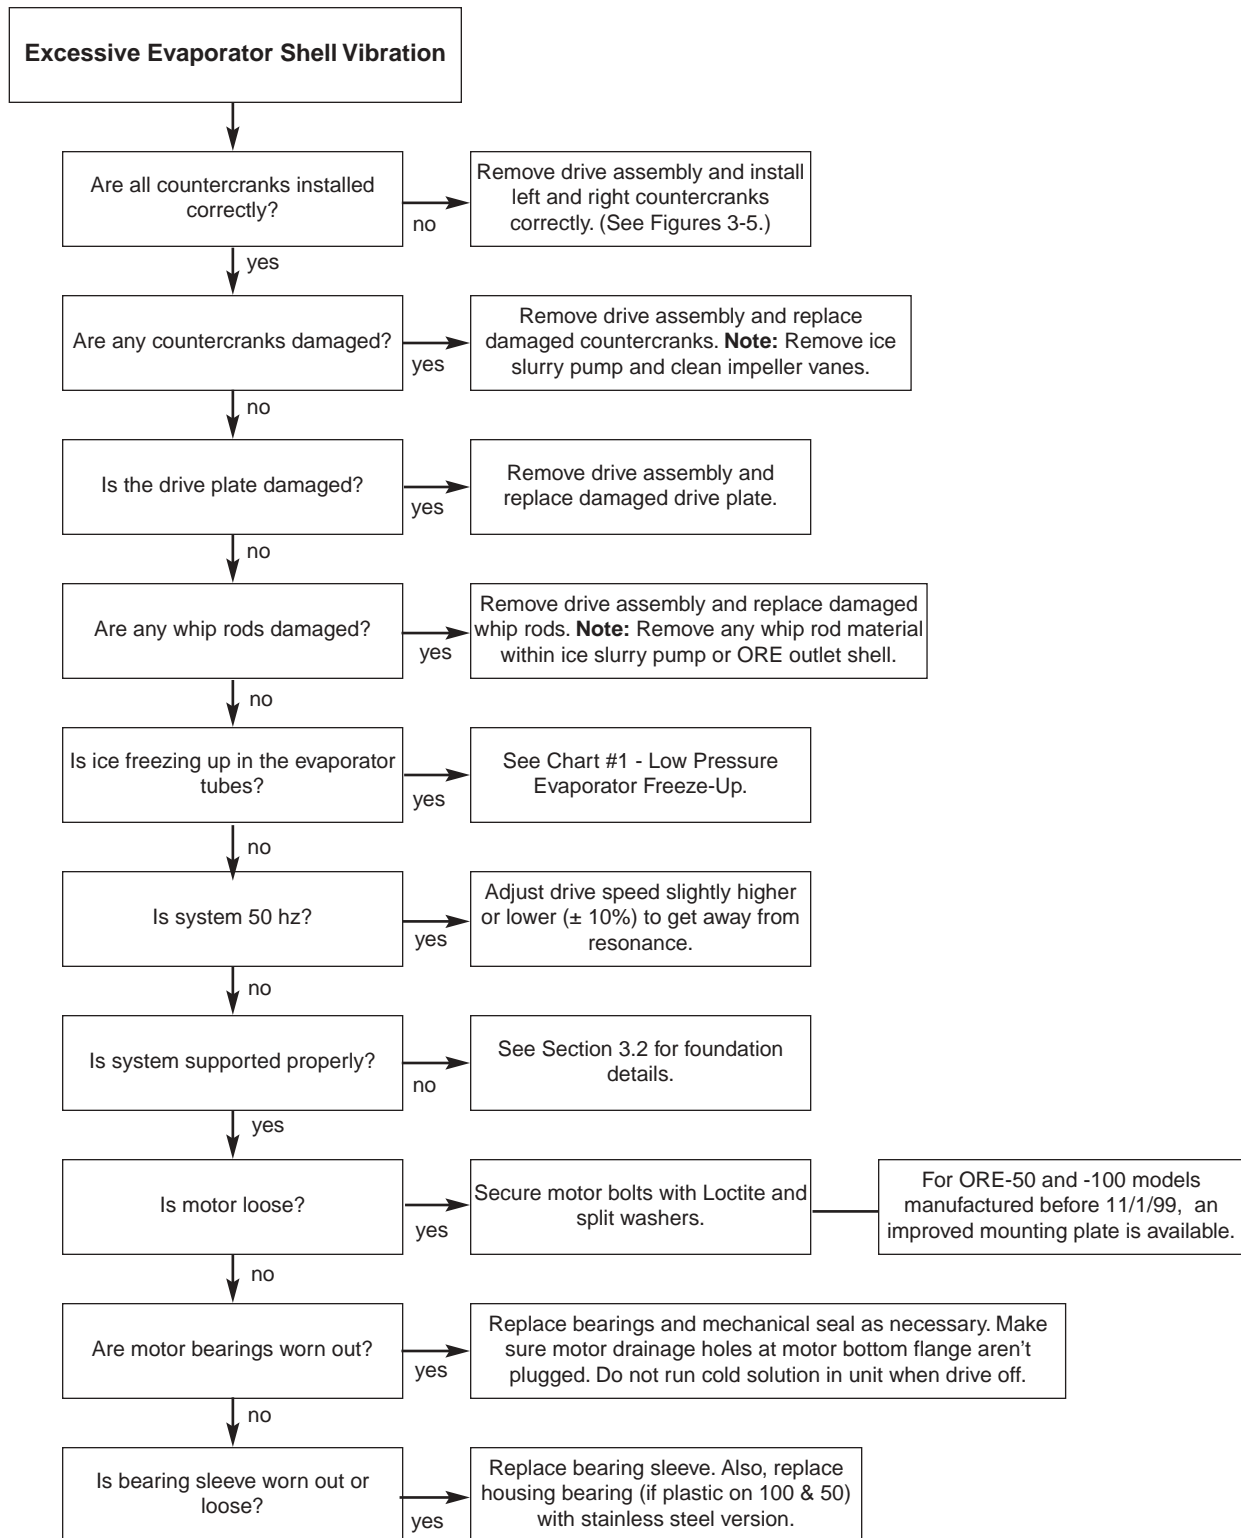 Excessive Evaporator Shell Vibration
Are all countercranks installed
correctly?
no
Remove drive assembly and install
left and right countercranks
correctly. (See Figures 3-5.)
yes
Are any countercranks damaged?
yes
Remove drive assembly and replace
damaged countercranks. Note: Remove ice
slurry pump and clean impeller vanes.
no
Is the drive plate damaged?
yes
Remove drive assembly and
replace damaged drive plate.
no
Are any whip rods damaged?
yes
Remove drive assembly and replace damaged
whip rods. Note: Remove any whip rod material
within ice slurry pump or ORE outlet shell.
no
Is ice freezing up in the evaporator
tubes?
yes
See Chart #1 - Low Pressure
Evaporator Freeze-Up.
no
Is system 50 hz?
yes
Adjust drive speed slightly higher
or lower (± 10%) to get away from
resonance.
no
Is system supported properly?
no
See Section 3.2 for foundation
details.
yes
Is motor loose?
yes
Secure motor bolts with Loctite and
split washers.
For ORE-50 and -100 models
manufactured before 11/1/99, an
improved mounting plate is available.
no
Are motor bearings worn out?
yes
Replace bearings and mechanical seal as necessary. Make
sure motor drainage holes at motor bottom flange aren't
plugged. Do not run cold solution in unit when drive off.
no
Is bearing sleeve worn out or
loose?
yes
Replace bearing sleeve. Also, replace
housing bearing (if plastic on 100 & 50)
with stainless steel version.